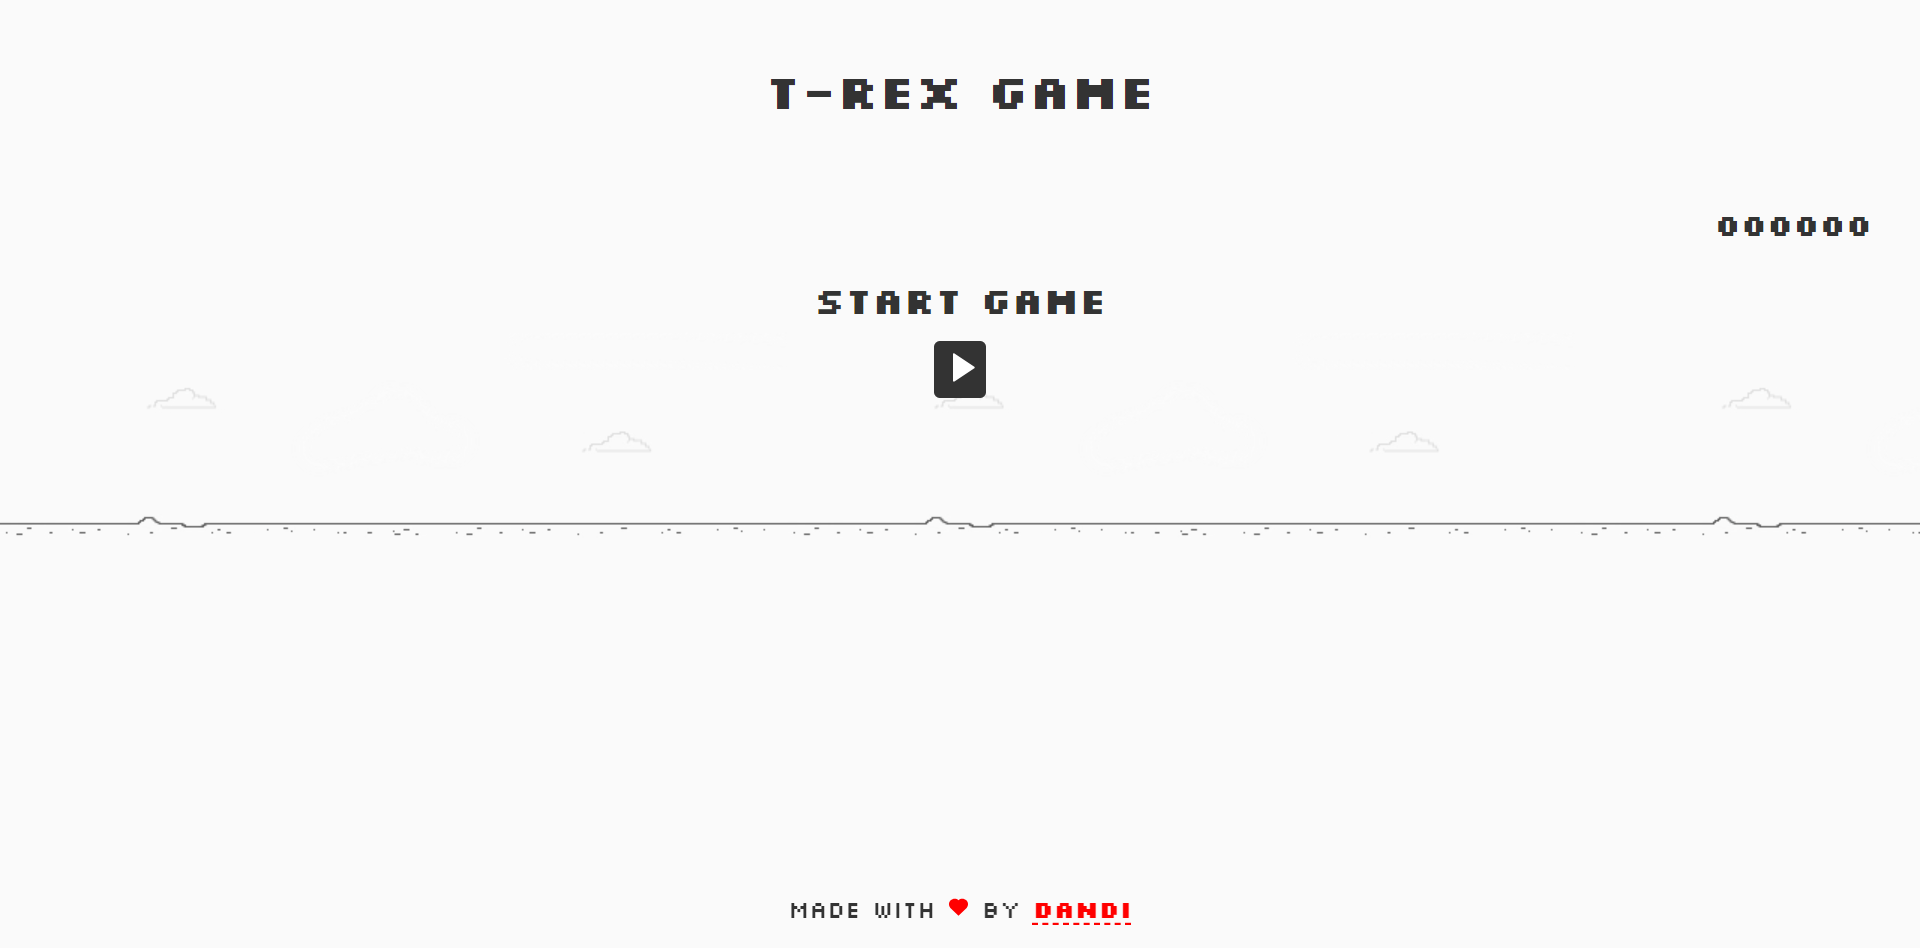 T-REX GAME
000000
START GAME
MADE WITH ❤ BY DANDI